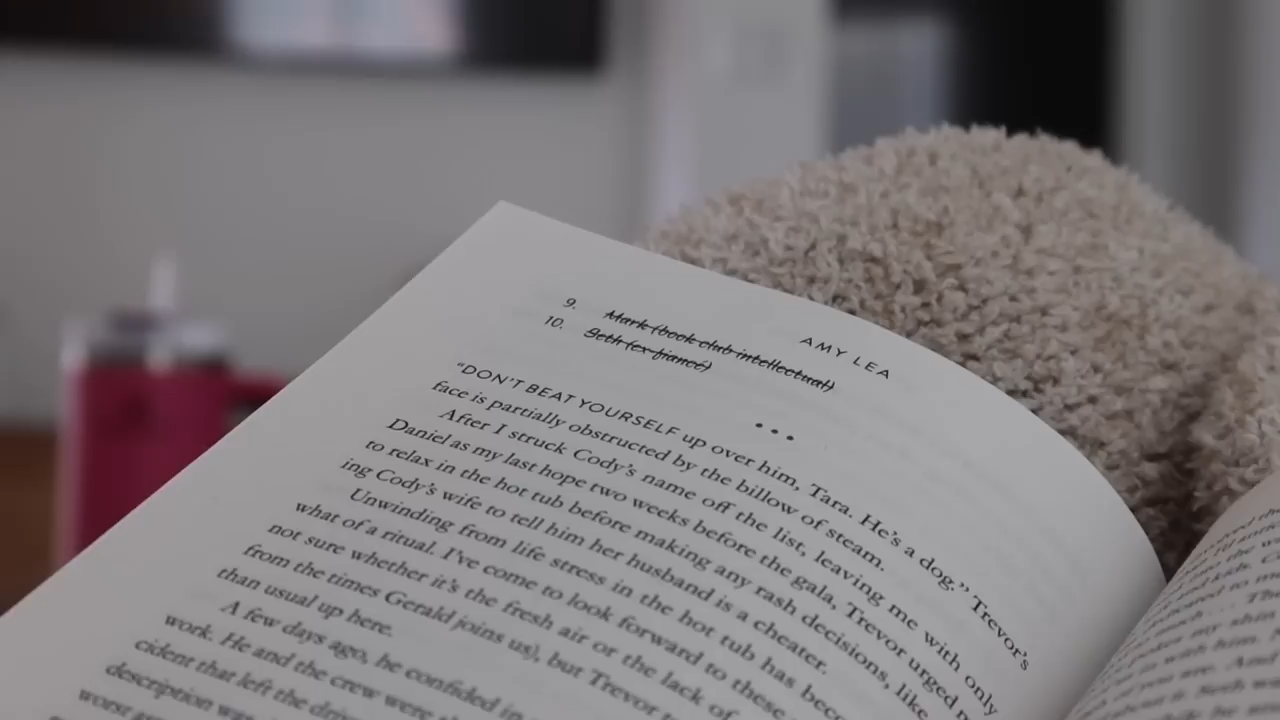 AMY LEA
9. Mark (book club intellectual)
10. Seth (ex-fiancé)
• • •
“DON’T BEAT YOURSELF up over him, Tara. He’s a dog.” Trevor’s
face is partially obstructed by the billow of steam.
After I struck Cody’s name off the list, leaving me with only
Daniel as my last hope two weeks before the gala, Trevor urged
to relax in the hot tub before making any rash decisions, like
ing Cody’s wife to tell him her husband is a cheater.
Unwinding from life stress in the hot tub has
what of a ritual. I’ve come to look forward to these
not sure whether it’s the fresh air or the lack of
from the times Gerald joins us), but Trevor
than usual up here.
A few days ago, he confided in
work. He and the crew were
cident that left the
description
worst